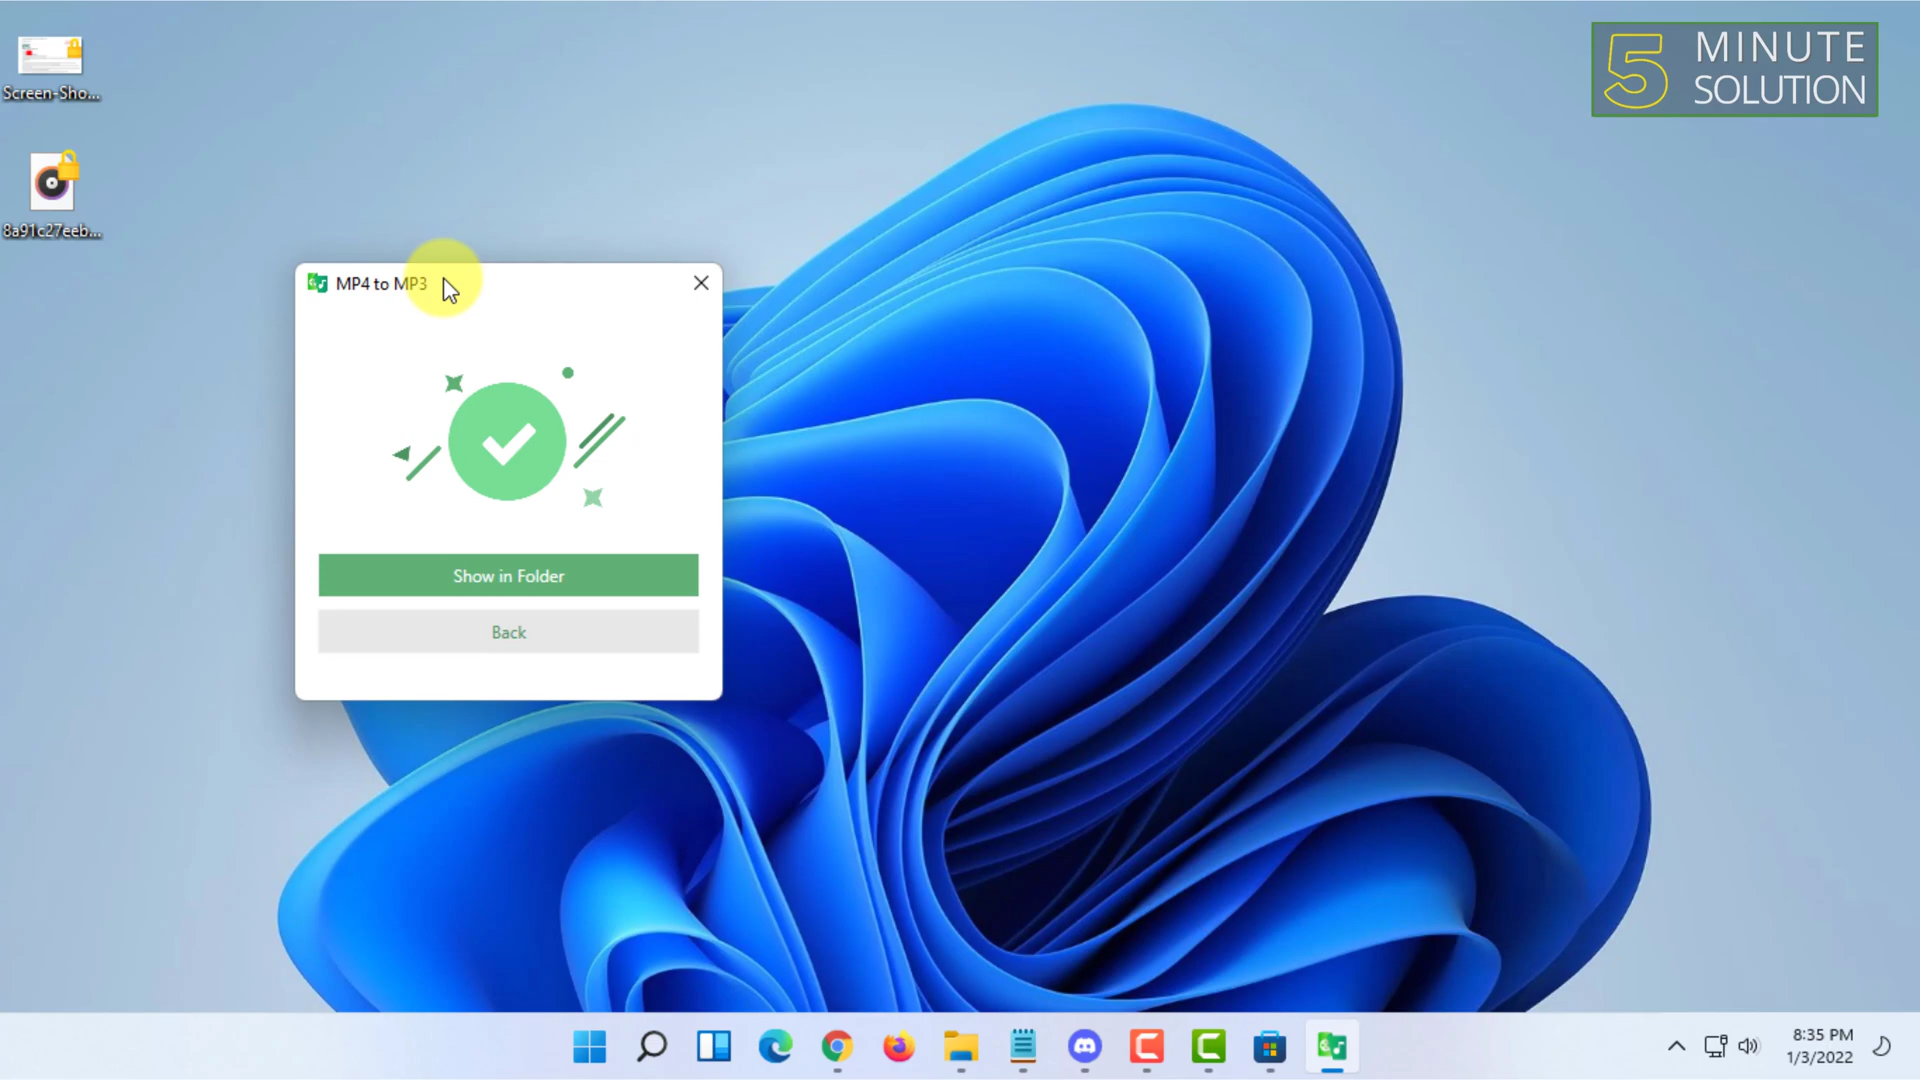 5 MINUTE
SOLUTION
Screen-Sho...
8a91c27eeb...
MP4 to MP3
Show in Folder
Back
8:35 PM
1/3/2022